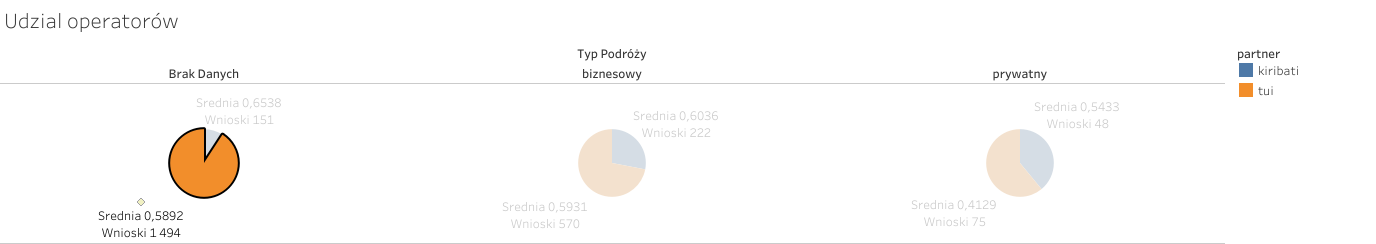 Udzial operatorów
Typ Podróży
Brak Danych
biznesowy
prywatny
partner
kiribati
tui
Srednia 0,6538
Wnioski 151
Srednia 0,5892
Wnioski 1 494
Srednia 0,6036
Wnioski 222
Srednia 0,5931
Wnioski 570
Srednia 0,5433
Wnioski 48
Srednia 0,4129
Wnioski 75